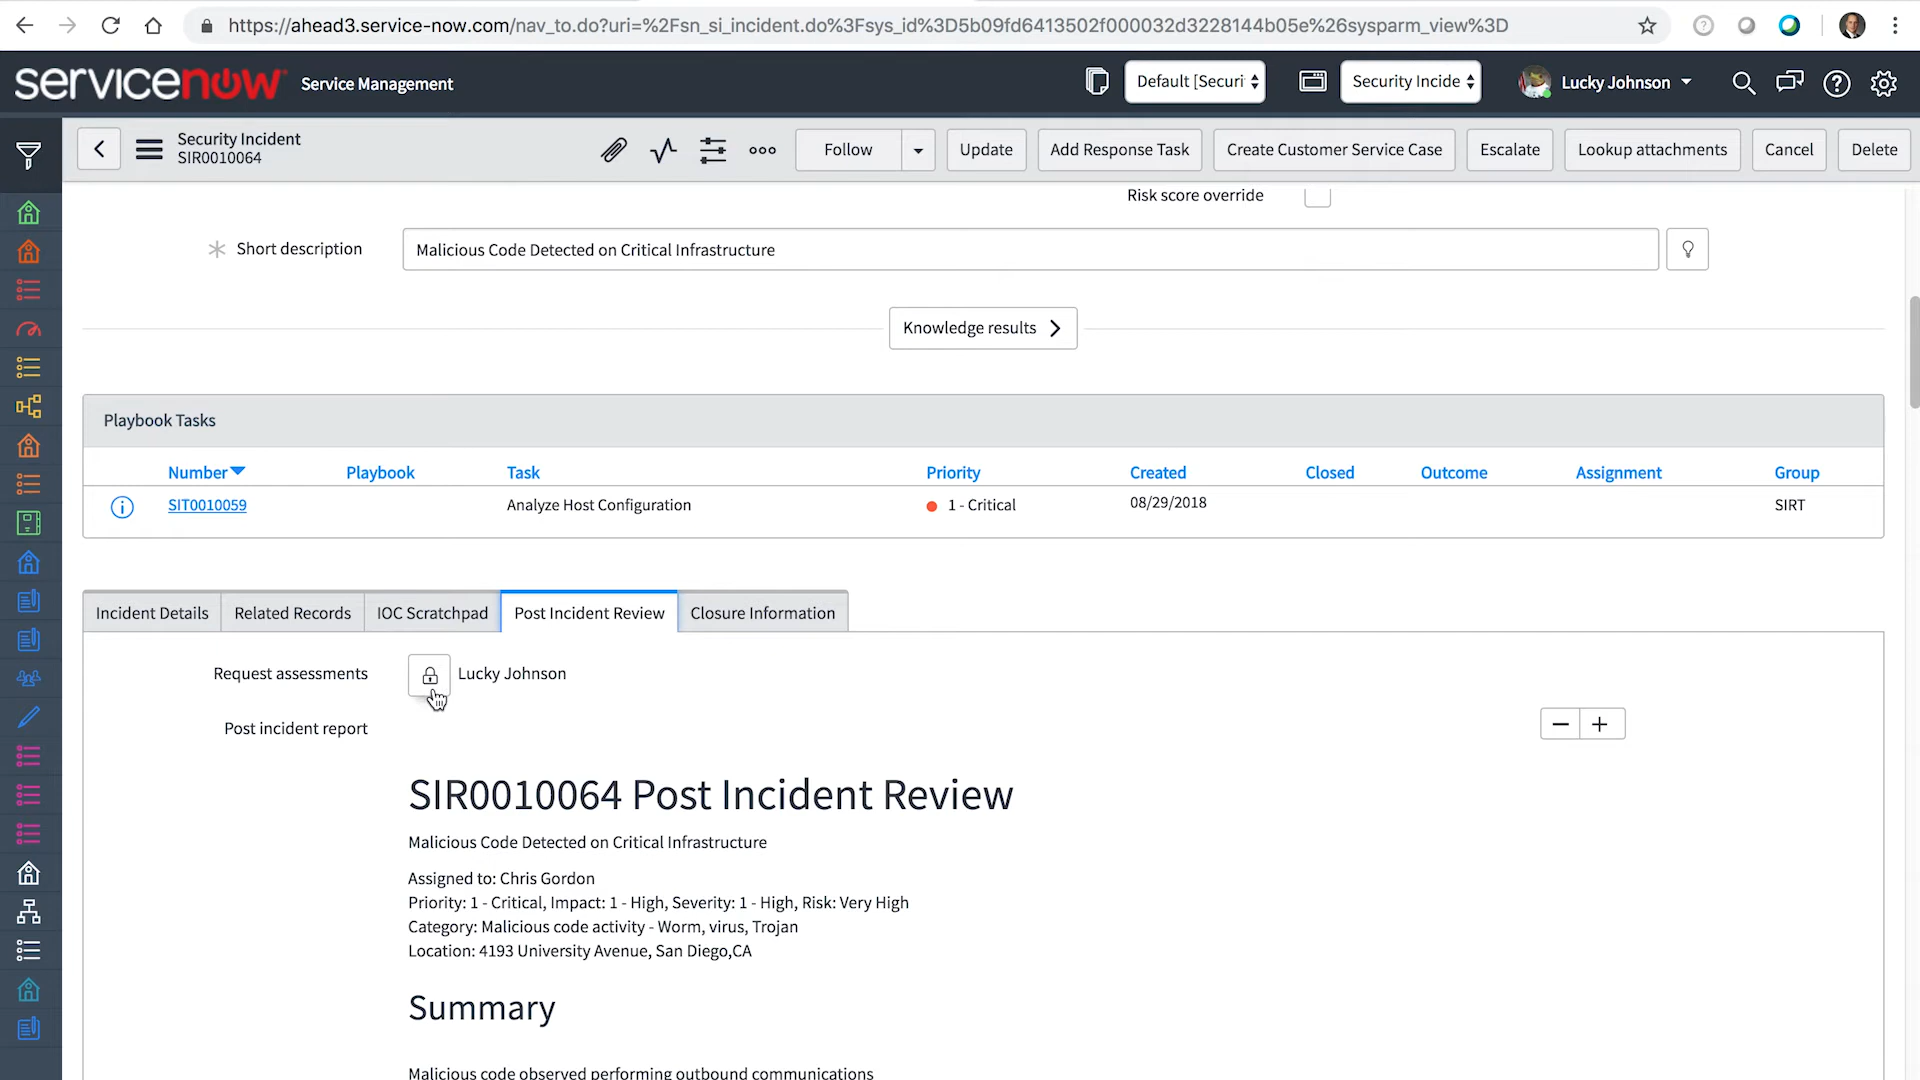 https://ahead3.service-now.com/nav_to.do?uri=%2Fsn_si_incident.do%3Fsys_id%3D5b09fd6413502f000032d3228144b05e%26sysparm_view%3D
servicenow Service Management
Default [Securi
Security Incide
Lucky Johnson
Security Incident
SIR0010064
Follow
Update
Add Response Task
Create Customer Service Case
Escalate
Lookup attachments
Cancel
Delete
Risk score override
Short description
Malicious Code Detected on Critical Infrastructure
Knowledge results
Playbook Tasks
Number Playbook Task Priority Created Closed Outcome Assignment Group
SIT0010059 Analyze Host Configuration 1 - Critical 08/29/2018 SIRT
Incident Details
Related Records
IOC Scratchpad
Post Incident Review
Closure Information
Request assessments
Lucky Johnson
Post incident report
SIR0010064 Post Incident Review
Malicious Code Detected on Critical Infrastructure
Assigned to: Chris Gordon
Priority: 1 - Critical, Impact: 1 - High, Severity: 1 - High, Risk: Very High
Category: Malicious code activity - Worm, virus, Trojan
Location: 4193 University Avenue, San Diego,CA
Summary
Malicious code observed performing outbound communications